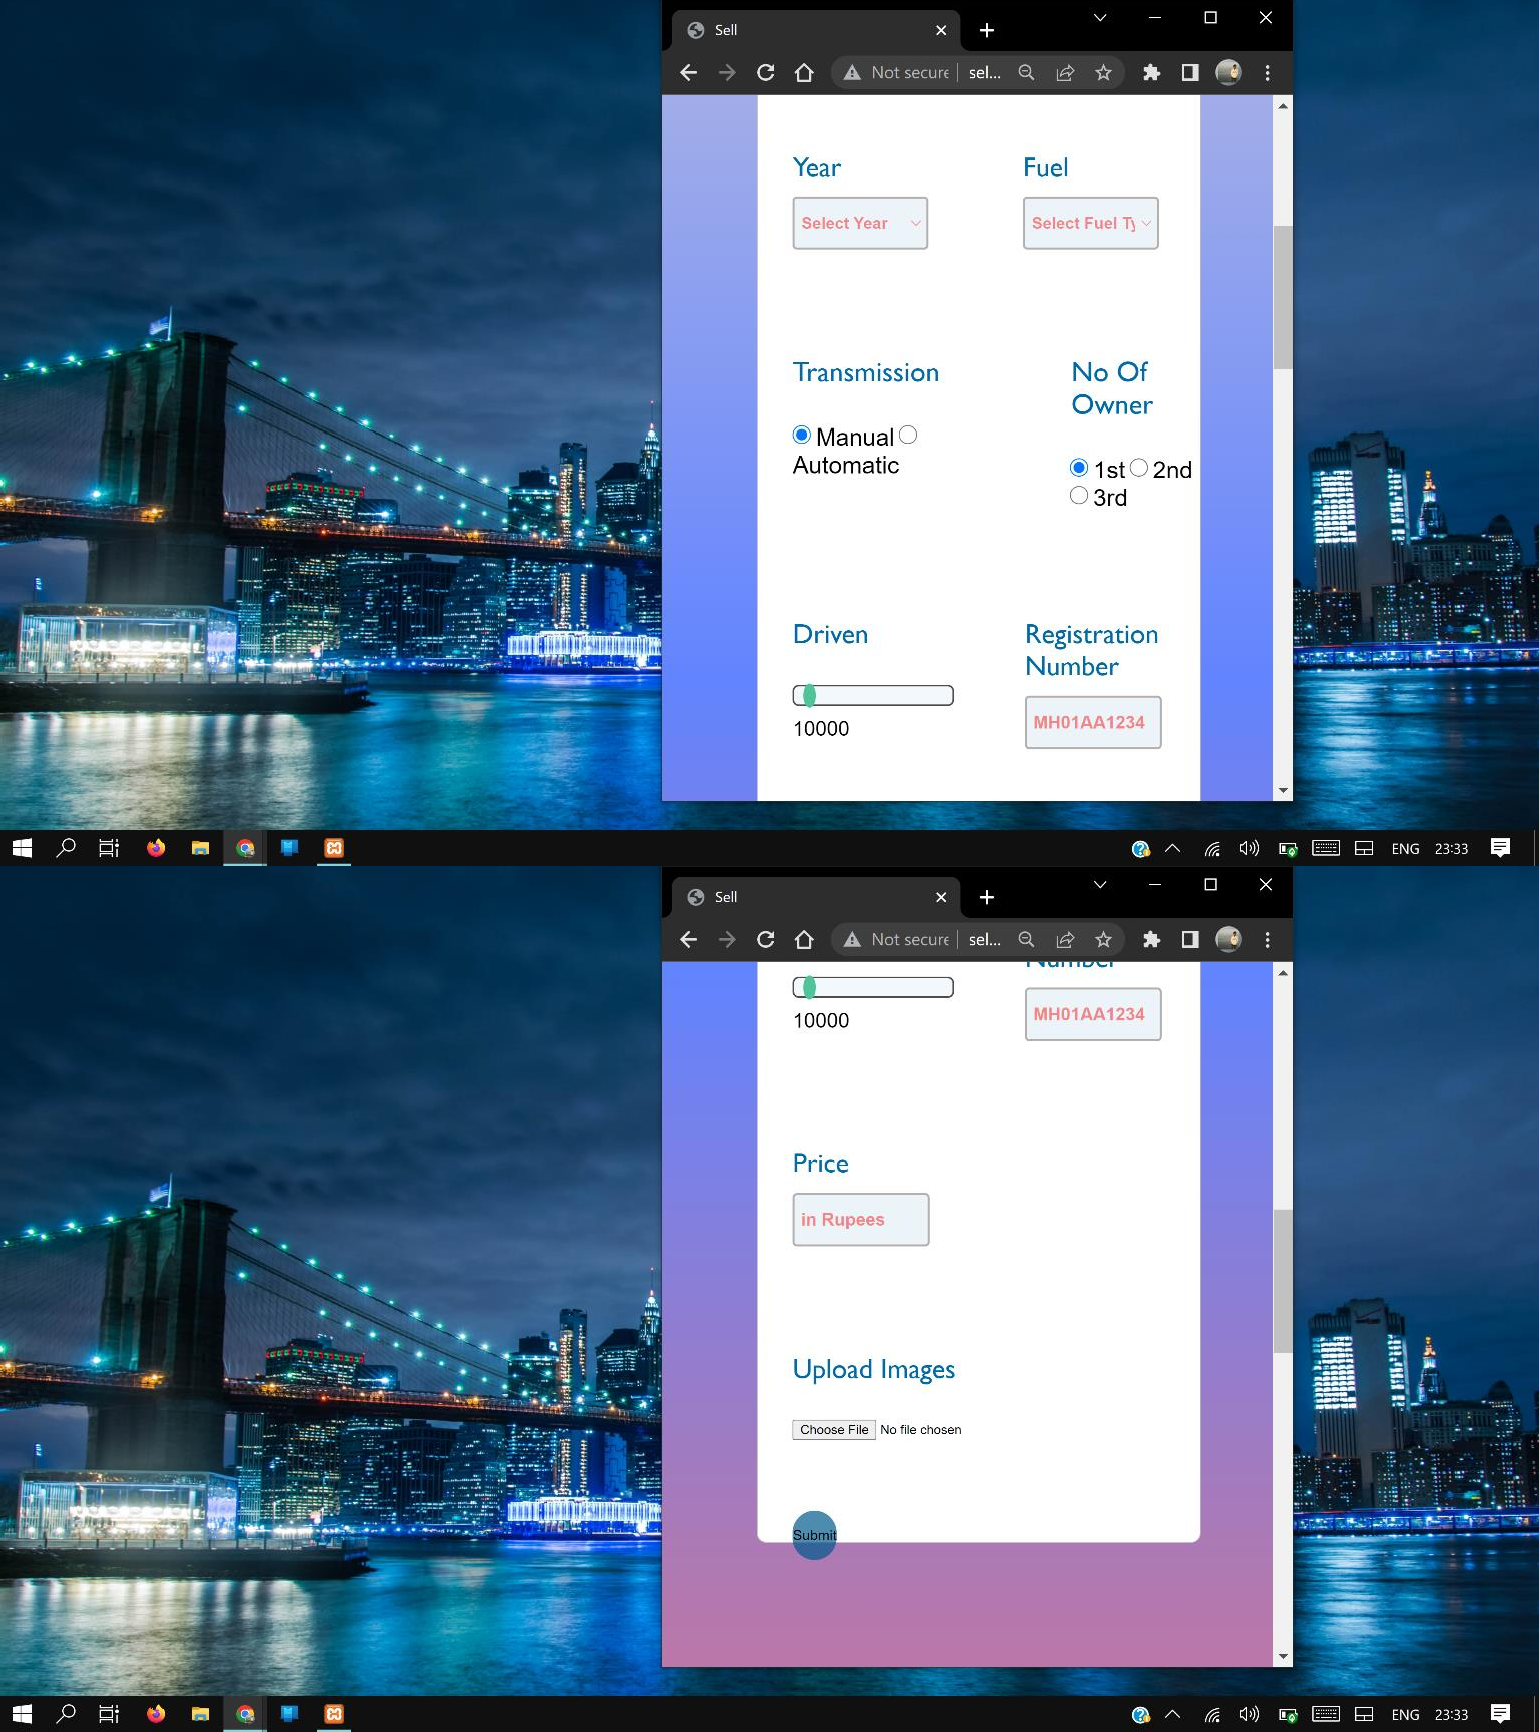 Sell
Not secure sel...
Year Fuel
Select Year Select Fuel Ty
Transmission No Of
Owner
Manual
Automatic
1st 2nd
3rd
Driven Registration
Number
MH01AA1234
10000
ENG 23:33
Sell
Not secure sel...
Number
MH01AA1234
10000
Price
in Rupees
Upload Images
Choose File No file chosen
Submit
ENG 23:33